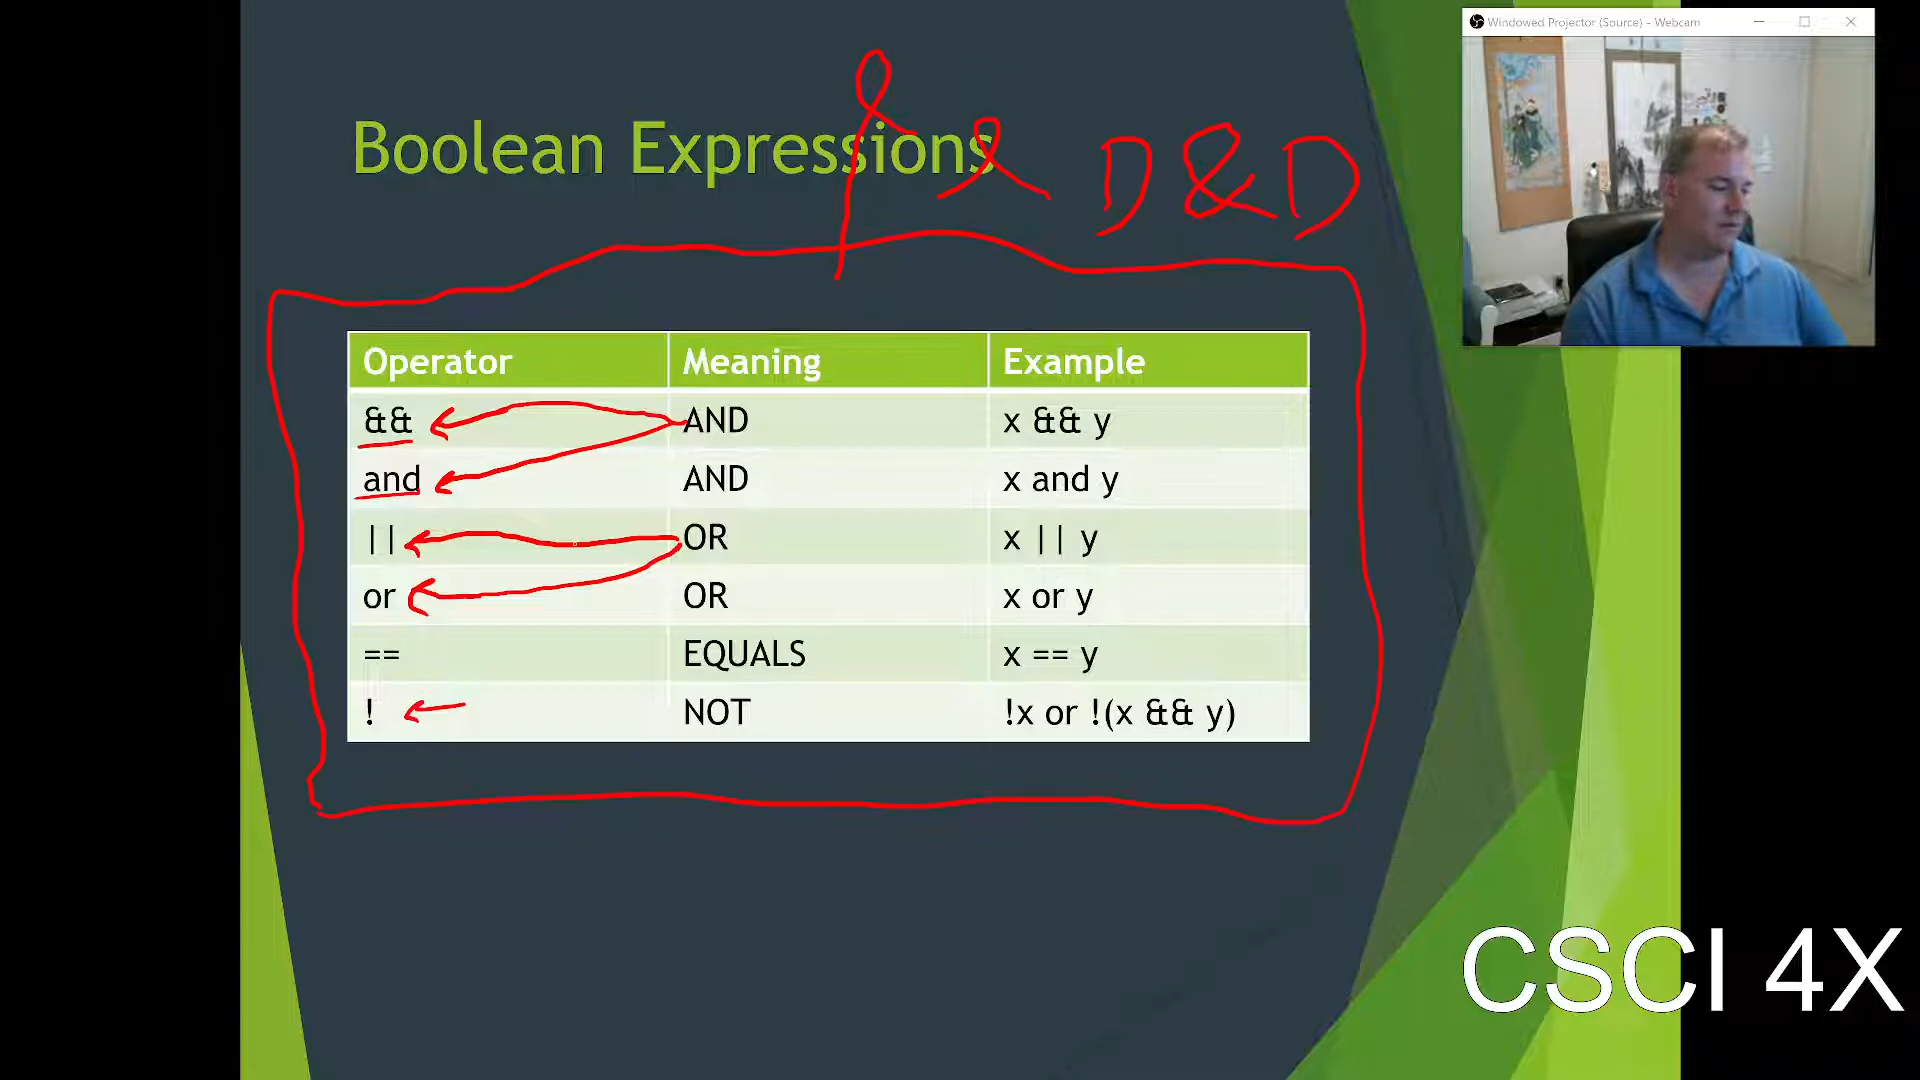 Windowed Projector (Source) - Webcam
Boolean Expressions
& & D&D
Operator Meaning Example
&& AND x && y
and AND x and y
|| OR x || y
or OR x or y
== EQUALS x == y
! NOT !x or !(x && y)
CSCI 4X